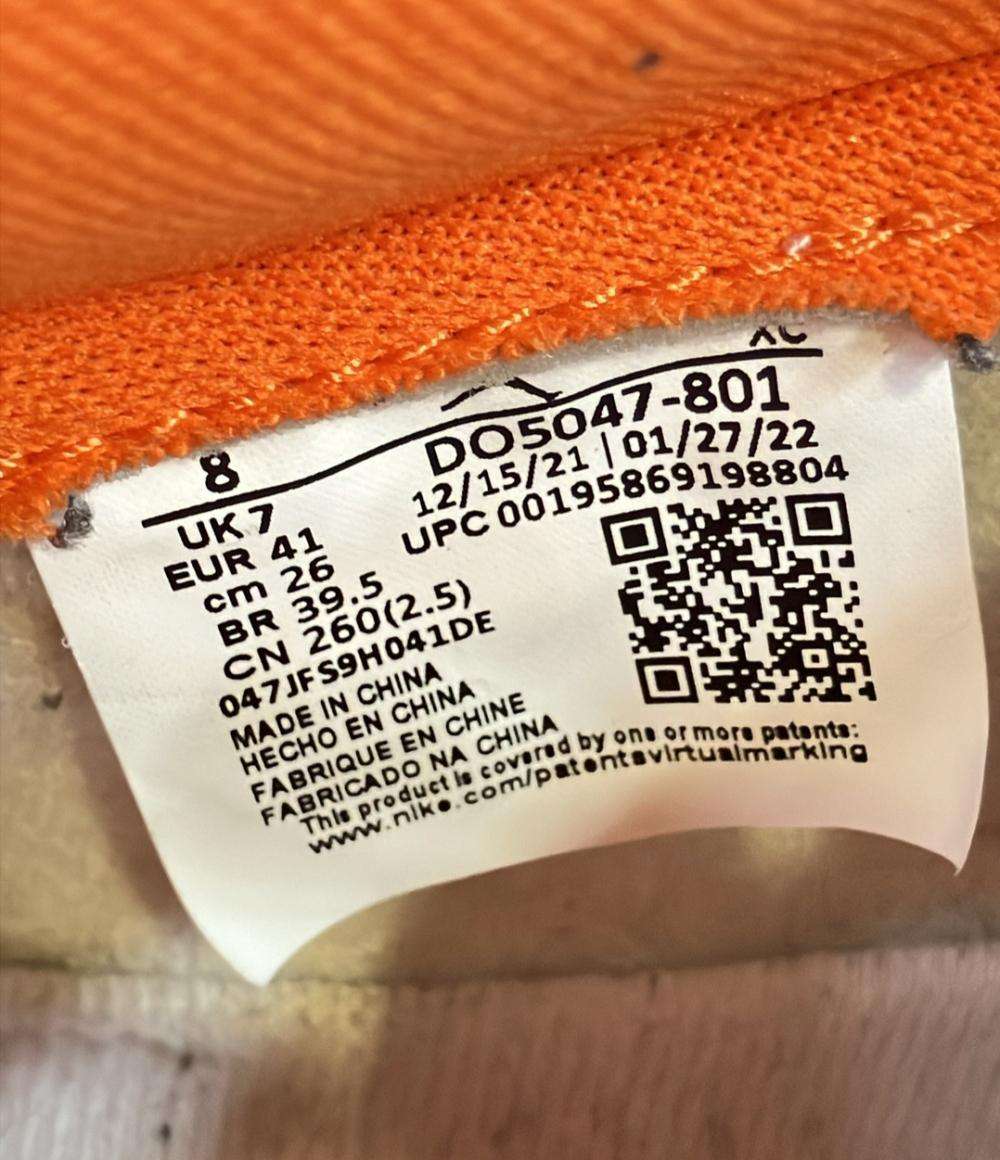 XC
8
DO5047-801
12/15/21 | 01/27/22
UPC 00195869198804
UK 7
EUR 41
cm 26
BR 39.5
CN 260(2.5)
047JFS9H041DE
MADE IN CHINA
HECHO EN CHINA
FABRIQUE EN CHINE
FABRICADO NA CHINA
This product is covered by one or more patents:
www.nike.com/patentsvirtualmarking